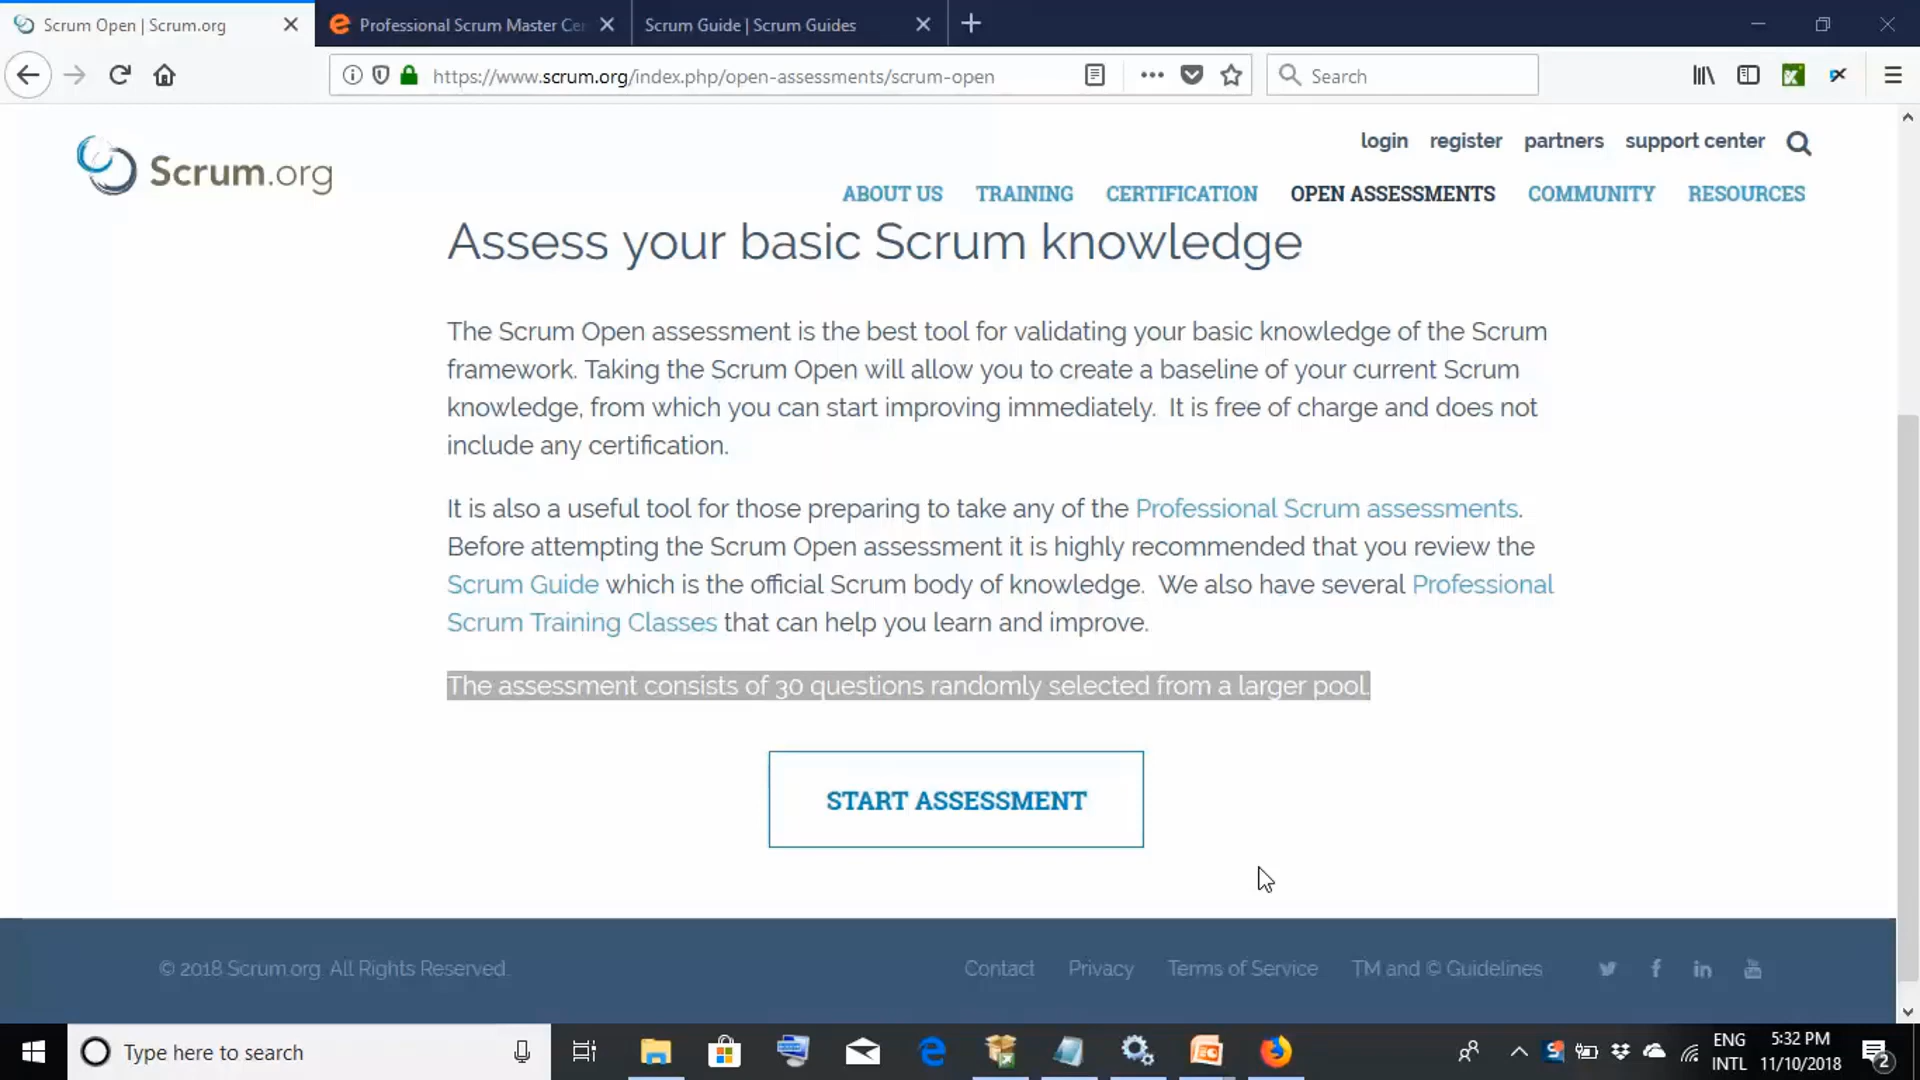 Scrum Open | Scrum.org
Professional Scrum Master Cer
Scrum Guide | Scrum Guides
https://www.scrum.org/index.php/open-assessments/scrum-open
Search
login register partners support center
Scrum.org
ABOUT US TRAINING CERTIFICATION OPEN ASSESSMENTS COMMUNITY RESOURCES
Assess your basic Scrum knowledge
The Scrum Open assessment is the best tool for validating your basic knowledge of the Scrum
framework. Taking the Scrum Open will allow you to create a baseline of your current Scrum
knowledge, from which you can start improving immediately. It is free of charge and does not
include any certification.
It is also a useful tool for those preparing to take any of the Professional Scrum assessments.
Before attempting the Scrum Open assessment it is highly recommended that you review the
Scrum Guide which is the official Scrum body of knowledge. We also have several Professional
Scrum Training Classes that can help you learn and improve.
The assessment consists of 30 questions randomly selected from a larger pool.
START ASSESSMENT
© 2018 Scrum.org All Rights Reserved.
Contact Privacy Terms of Service TM and © Guidelines
Type here to search
ENG
INTL
5:32 PM
11/10/2018
2